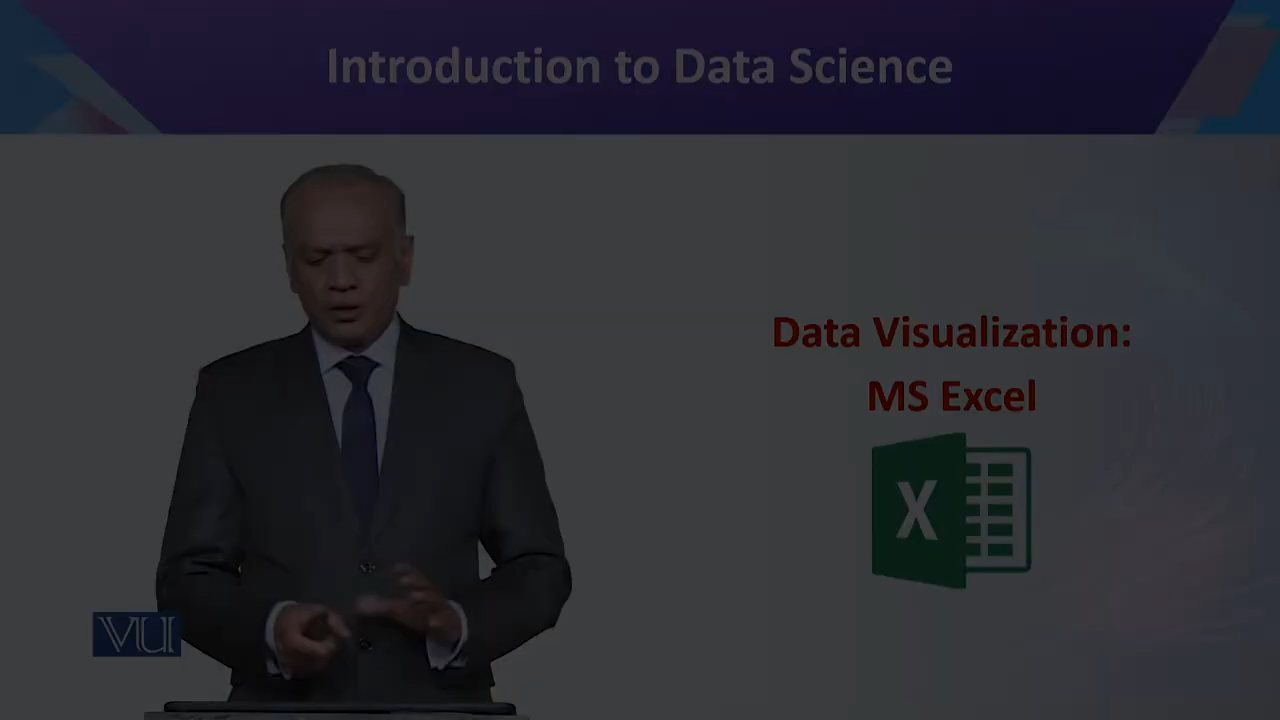 Introduction to Data Science
Data Visualization:
MS Excel
X
VU